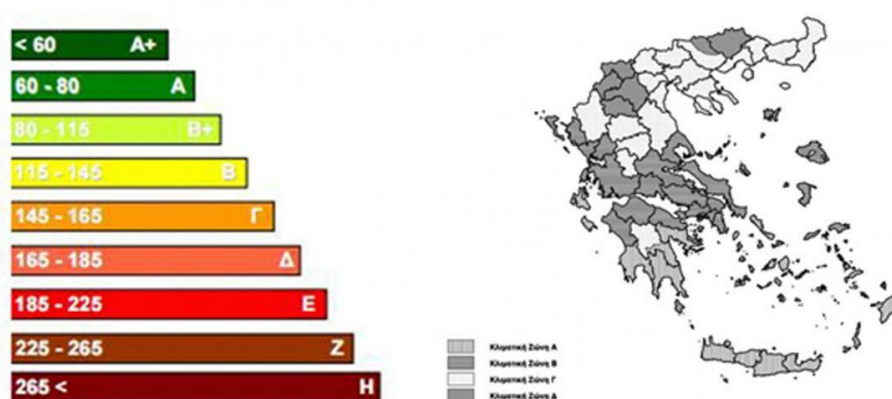 < 60 A+
60 - 80 A
80 - 115 B+
115 - 145 B
145 - 165 Γ
165 - 185 Δ
185 - 225 E
225 - 265 Z
265 < H
Κλιματική Ζώνη Α
Κλιματική Ζώνη Β
Κλιματική Ζώνη Γ
Κλιματική Ζώνη Δ